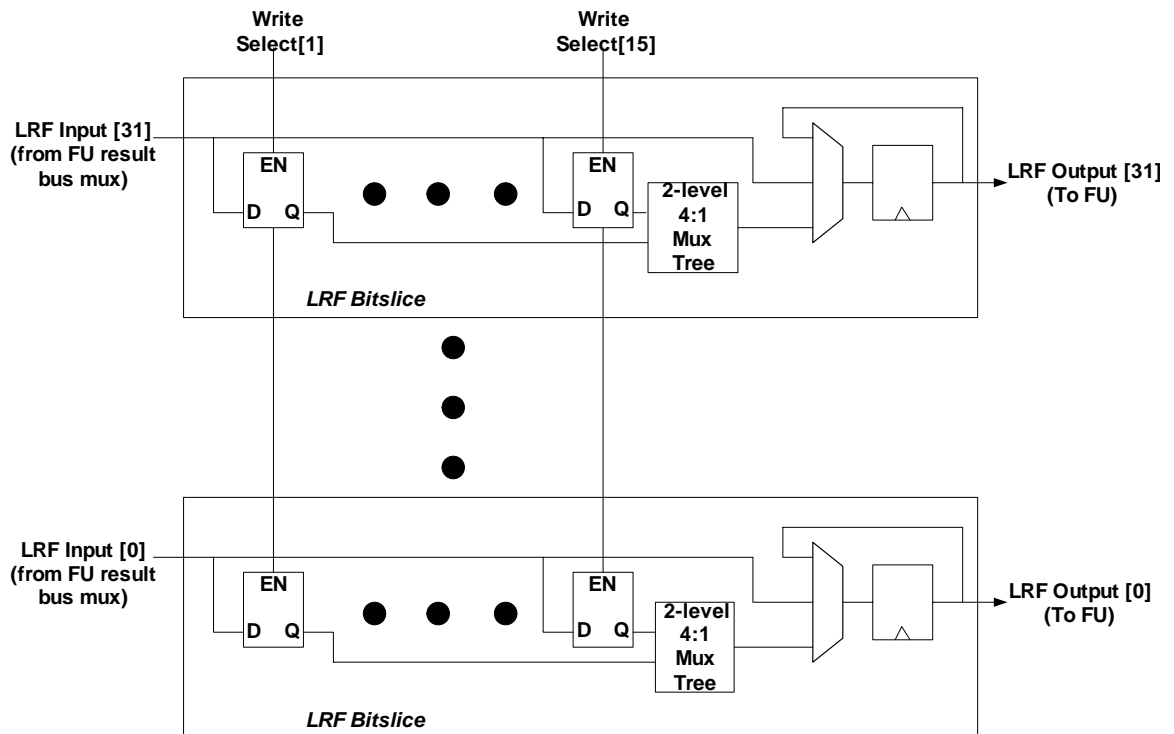 Write
Select[1]
Write
Select[15]
LRF Input [31]
(from FU result
bus mux)
EN
D Q
EN
D Q
2-level
4:1
Mux
Tree
LRF Output [31]
(To FU)
LRF Bitslice
LRF Input [0]
(from FU result
bus mux)
EN
D Q
EN
D Q
2-level
4:1
Mux
Tree
LRF Output [0]
(To FU)
LRF Bitslice